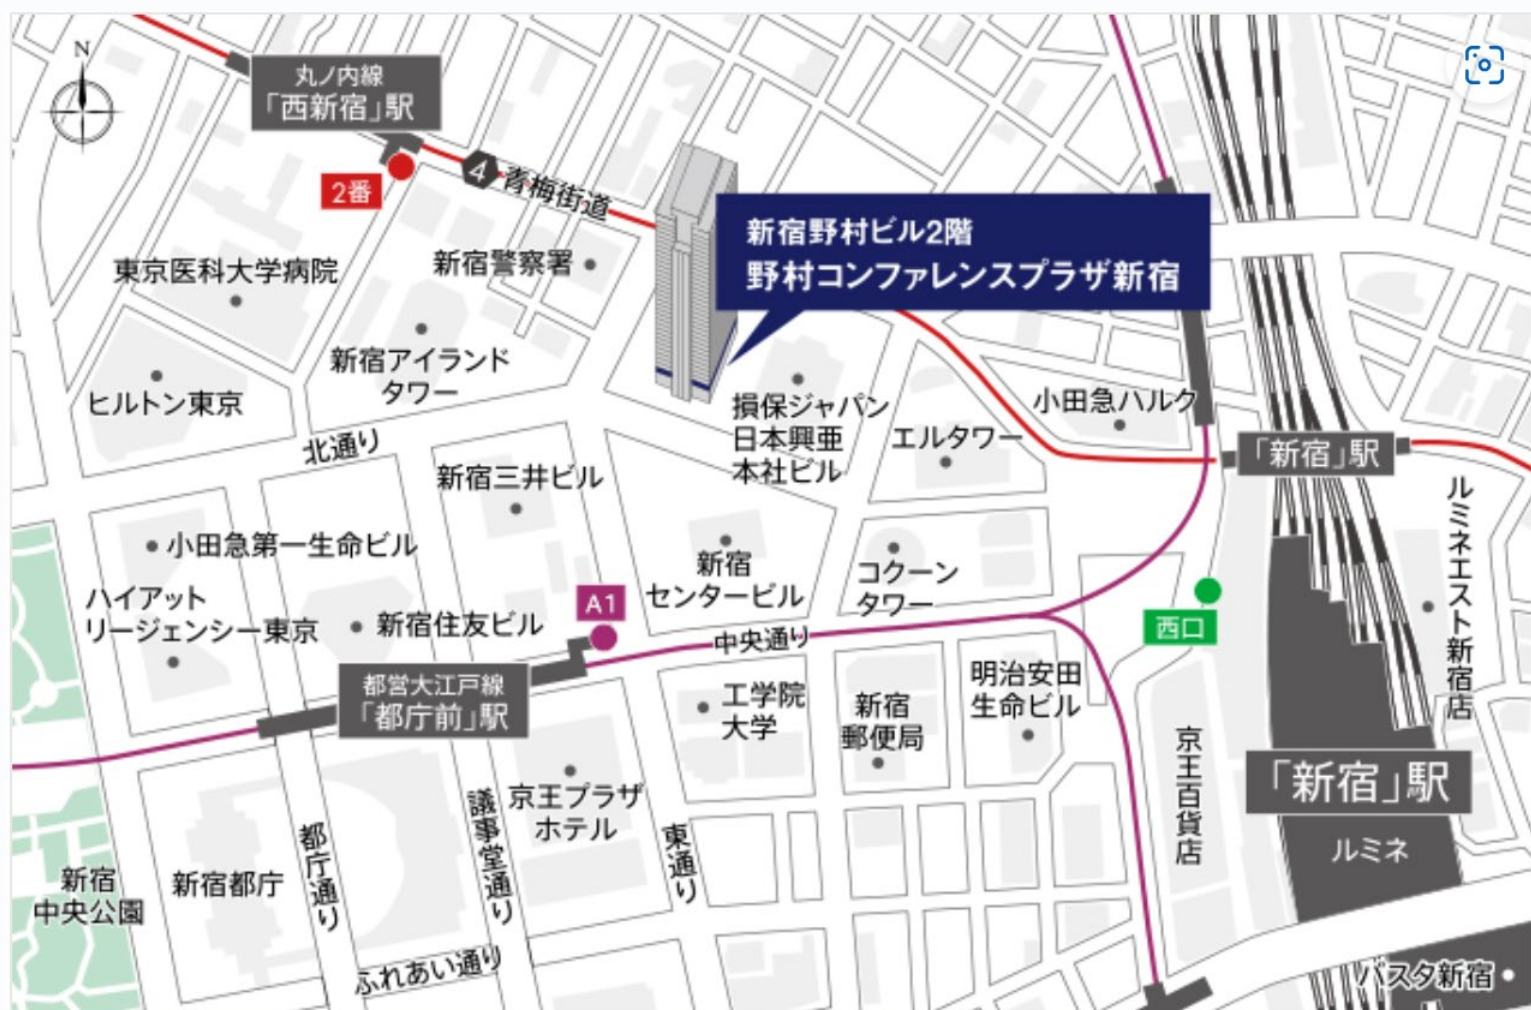 N
丸ノ内線
「西新宿」駅
2番
4
青梅街道
新宿野村ビル2階
野村コンファレンスプラザ新宿
東京医科大学病院
新宿警察署
新宿アイランド
タワー
ヒルトン東京
損保ジャパン
日本興亜
本社ビル
エルタワー
小田急ハルク
「新宿」駅
北通り
新宿三井ビル
小田急第一生命ビル
ハイアット
リージェンシー東京
新宿住友ビル
A1
新宿
センタービル
コクーン
タワー
中央通り
西口
ルミネエスト新宿店
都営大江戸線
「都庁前」駅
工学院
大学
新宿
郵便局
明治安田
生命ビル
京王百貨店
「新宿」駅
ルミネ
京王プラザ
ホテル
新宿
中央公園
新宿都庁
都庁通り
議事堂通り
東通り
ふれあい通り
バスタ新宿